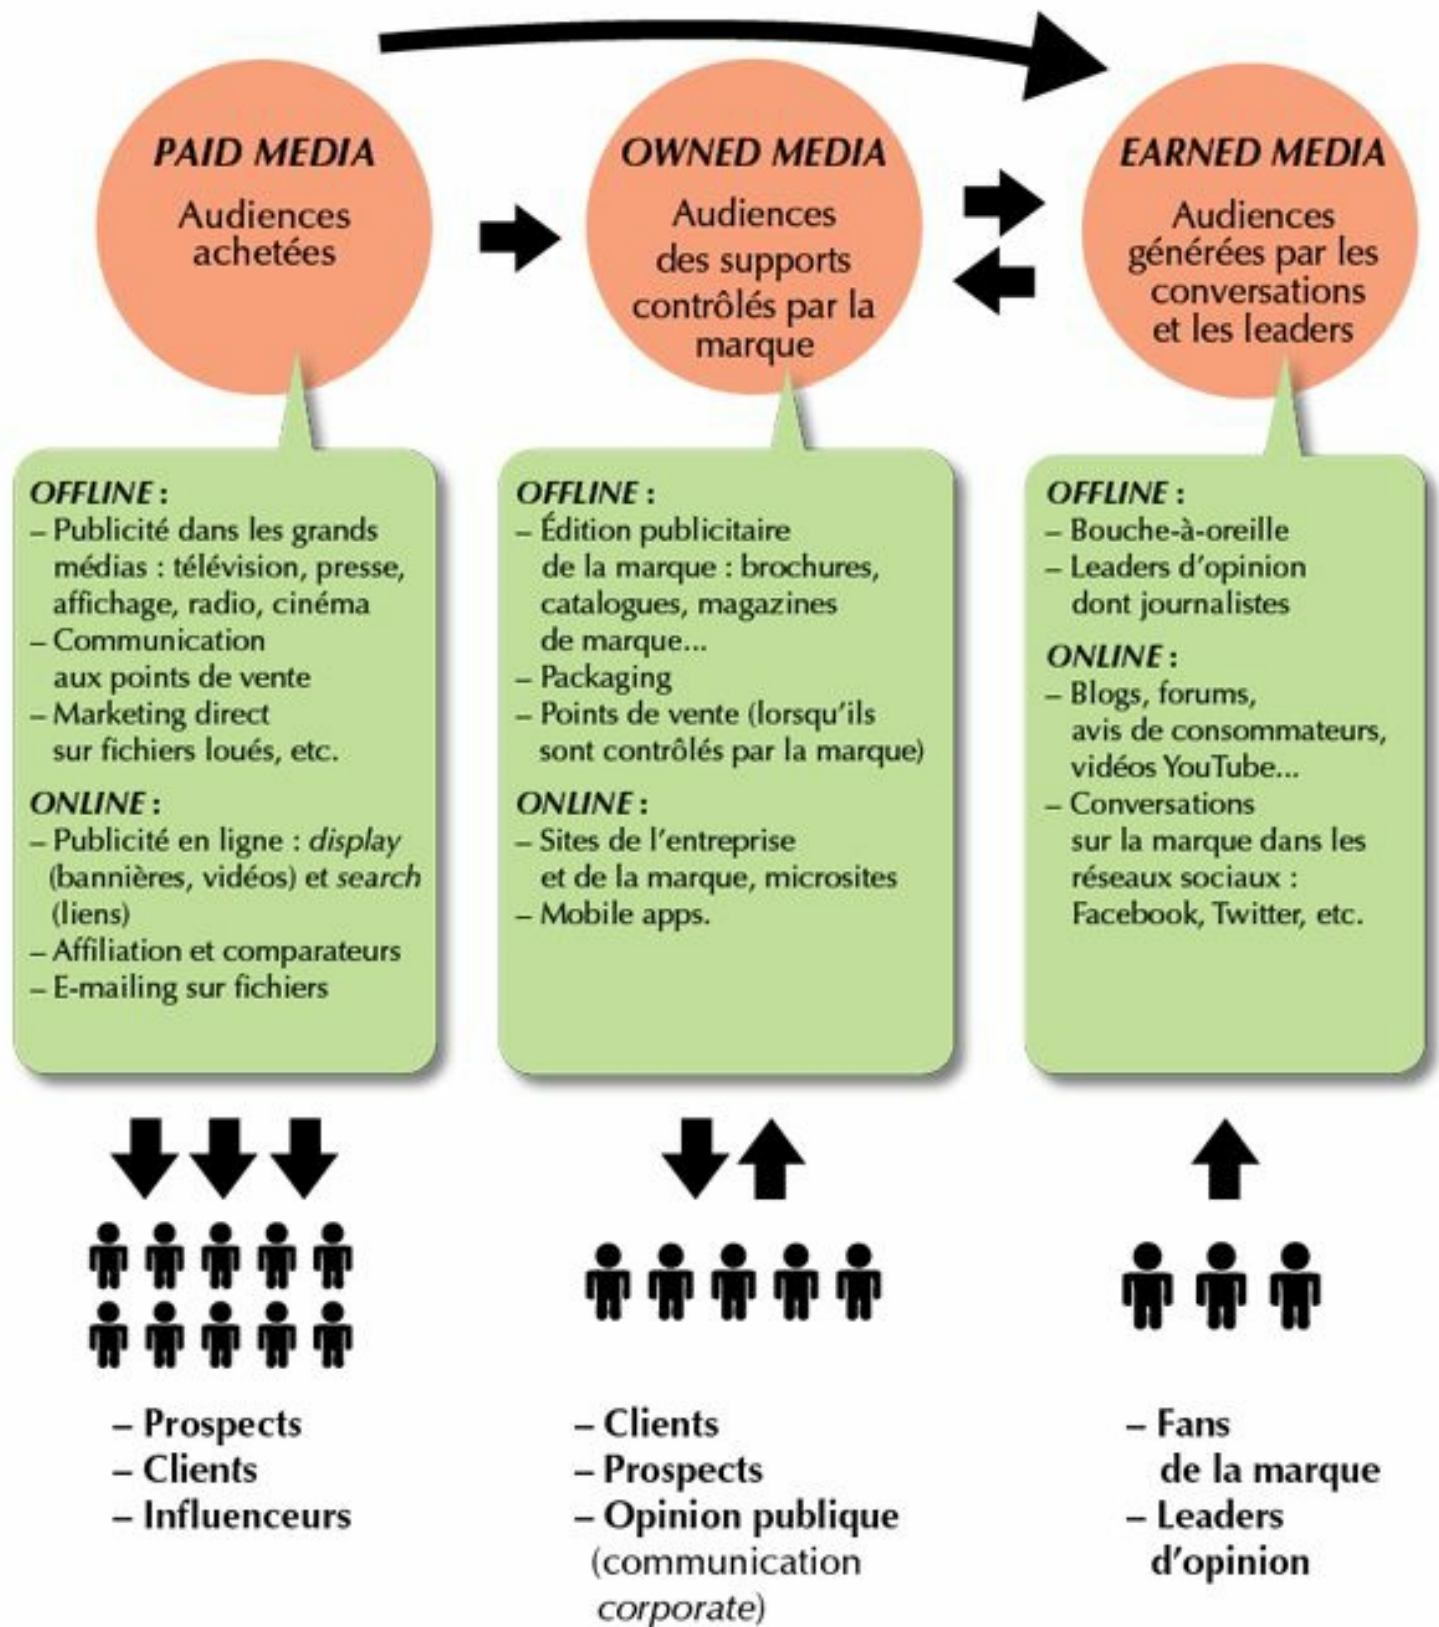 PAID MEDIA
Audiences
achetées
OWNED MEDIA
Audiences
des supports
contrôlés par la
marque
EARNED MEDIA
Audiences
générées par les
conversations
et les leaders
OFFLINE :
– Publicité dans les grands
médias : télévision, presse,
affichage, radio, cinéma
– Communication
aux points de vente
– Marketing direct
sur fichiers loués, etc.
ONLINE :
– Publicité en ligne : display
(bannières, vidéos) et search
(liens)
– Affiliation et comparateurs
– E-mailing sur fichiers
OFFLINE :
– Édition publicitaire
de la marque : brochures,
catalogues, magazines
de marque...
– Packaging
– Points de vente (lorsqu'ils
sont contrôlés par la marque)
ONLINE :
– Sites de l'entreprise
et de la marque, microsites
– Mobile apps.
OFFLINE :
– Bouche-à-oreille
– Leaders d'opinion
dont journalistes
ONLINE :
– Blogs, forums,
avis de consommateurs,
vidéos YouTube...
– Conversations
sur la marque dans les
réseaux sociaux :
Facebook, Twitter, etc.
– Prospects
– Clients
– Influenceurs
– Clients
– Prospects
– Opinion publique
(communication
corporate)
– Fans
de la marque
– Leaders
d'opinion